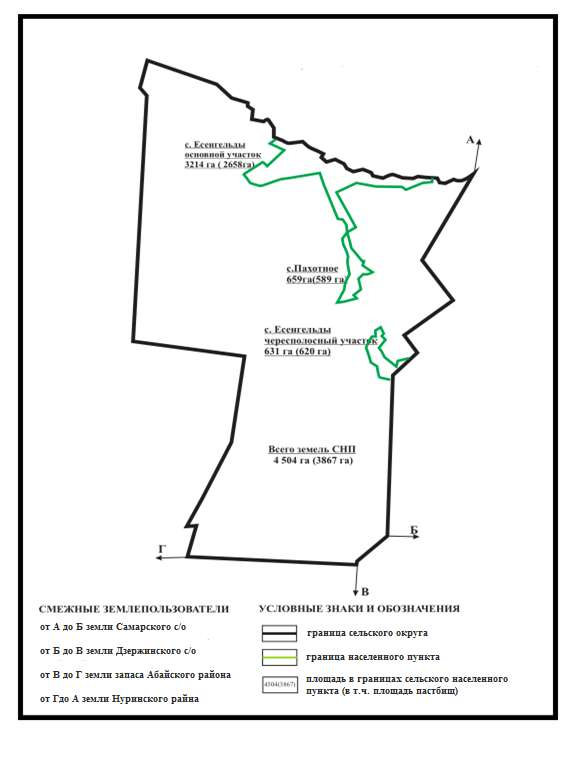 А
с. Есенгельды
основной участок
3214 га ( 2658га)
с.Пахотное
659га(589 га)
с. Есенгельды
чересполосный участок
631 га (620 га)
Всего земель СНП
4 504 га (3867 га)
Б
Г
В
СМЕЖНЫЕ ЗЕМЛЕПОЛЬЗОВАТЕЛИ
от А до Б земли Самарского с/о
от Б до В земли Дзержинского с/о
от В до Г земли запаса Абайского района
от Гдо А земли Нуринского райна
УСЛОВНЫЕ ЗНАКИ И ОБОЗНАЧЕНИЯ
граница сельского округа
граница населенного пункта
4504(3867)
площадь в границах сельского населенного
пункта (в т.ч. площадь пастбищ)